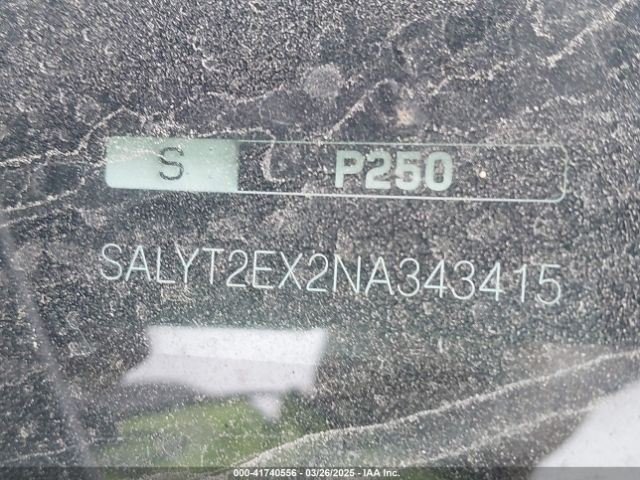 S P250
SALYT2EX2NA343415
000-41740556 - 03/26/2025 - IAA Inc.